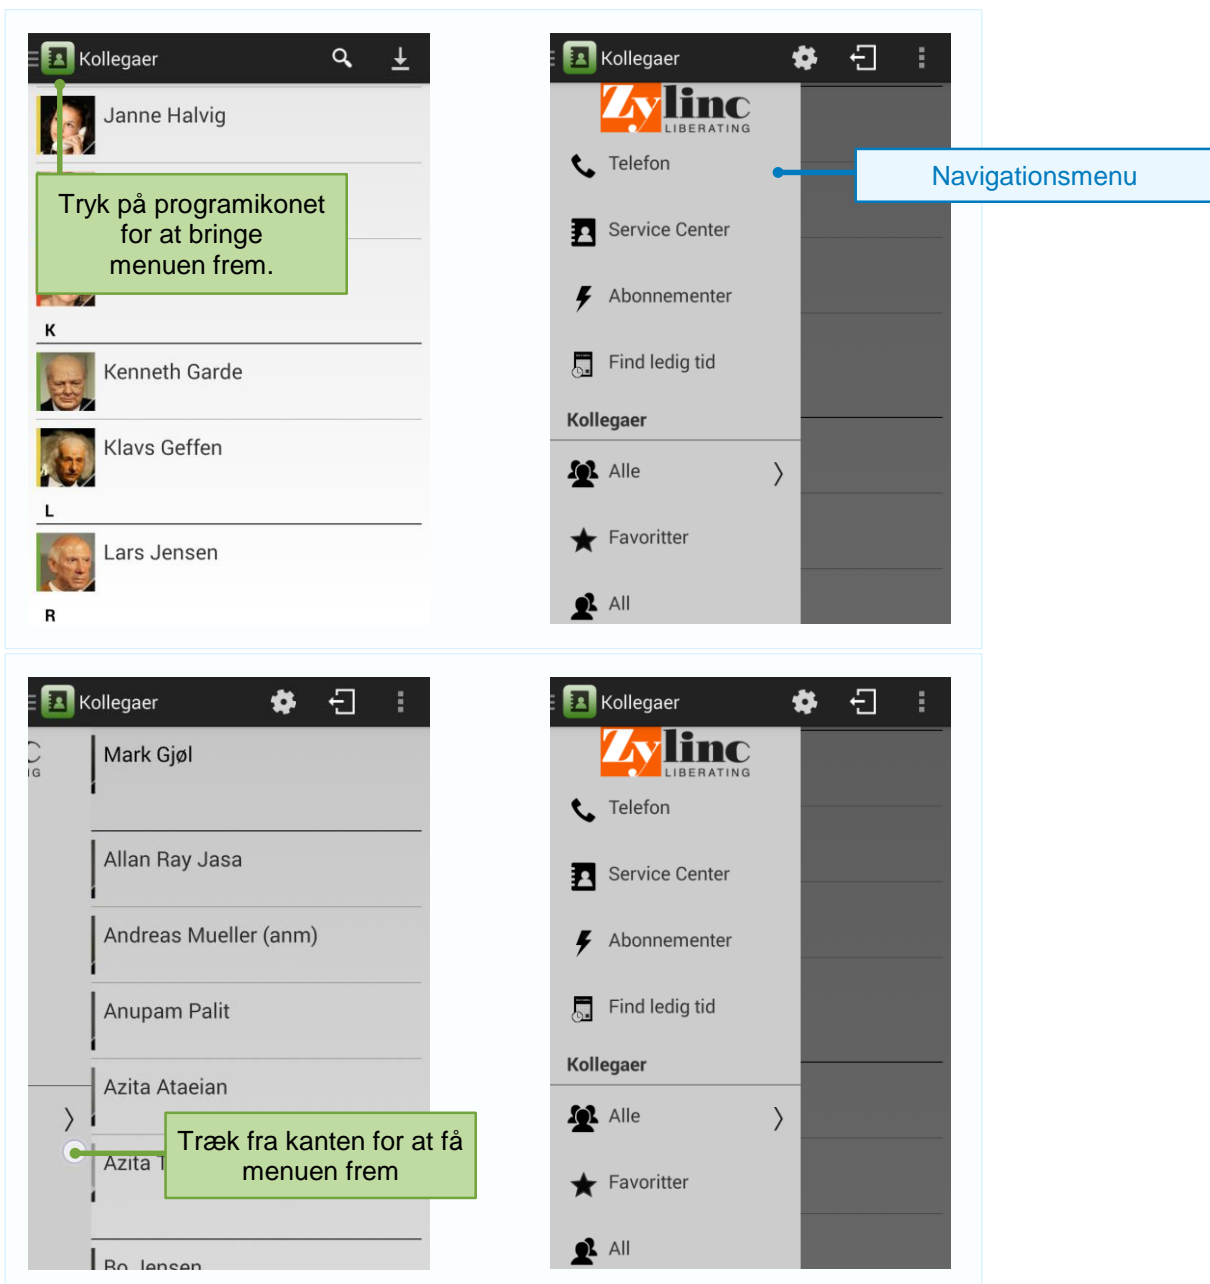 Kollegaer
Janne Halvig
Tryk på programikonet
for at bringe
menuen frem.
K
Kenneth Garde
Klavs Geffen
L
Lars Jensen
R
Kollegaer
Zylinc
LIBERATING
Telefon
Navigationsmenu
Service Center
Abonnementer
Find ledig tid
Kollegaer
Alle
Favoritter
All
Kollegaer
C
NG
Mark Gjøl
Allan Ray Jasa
Andreas Mueller (anm)
Anupam Palit
Azita Ataeian
Træk fra kanten for at få
menuen frem
Azita
Bo Jensen
Kollegaer
Zylinc
LIBERATING
Telefon
Service Center
Abonnementer
Find ledig tid
Kollegaer
Alle
Favoritter
All